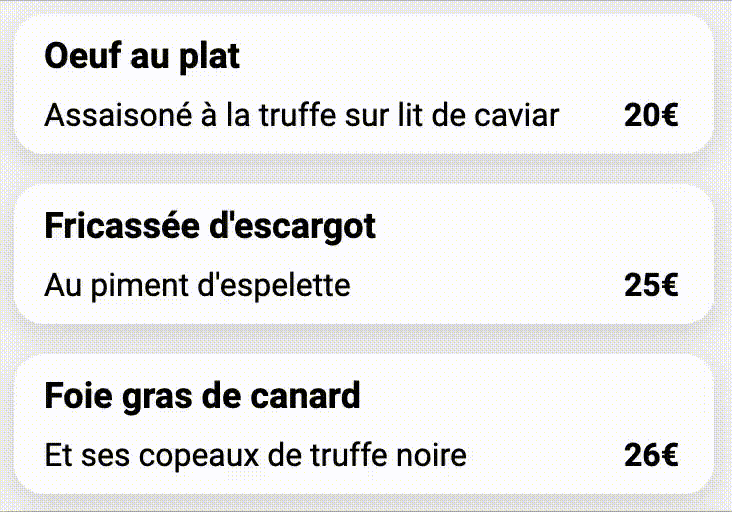 Oeuf au plat
Assaisoné à la truffe sur lit de caviar 20€
Fricassée d'escargot
Au piment d'espelette 25€
Foie gras de canard
Et ses copeaux de truffe noire 26€